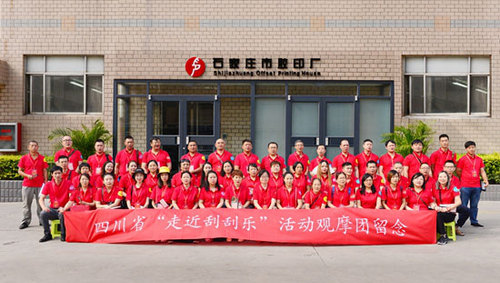 石家庄市胶印厂
Shijiazhuang Offset Printing House
四川省“走近刮刮乐”活动观摩团留念